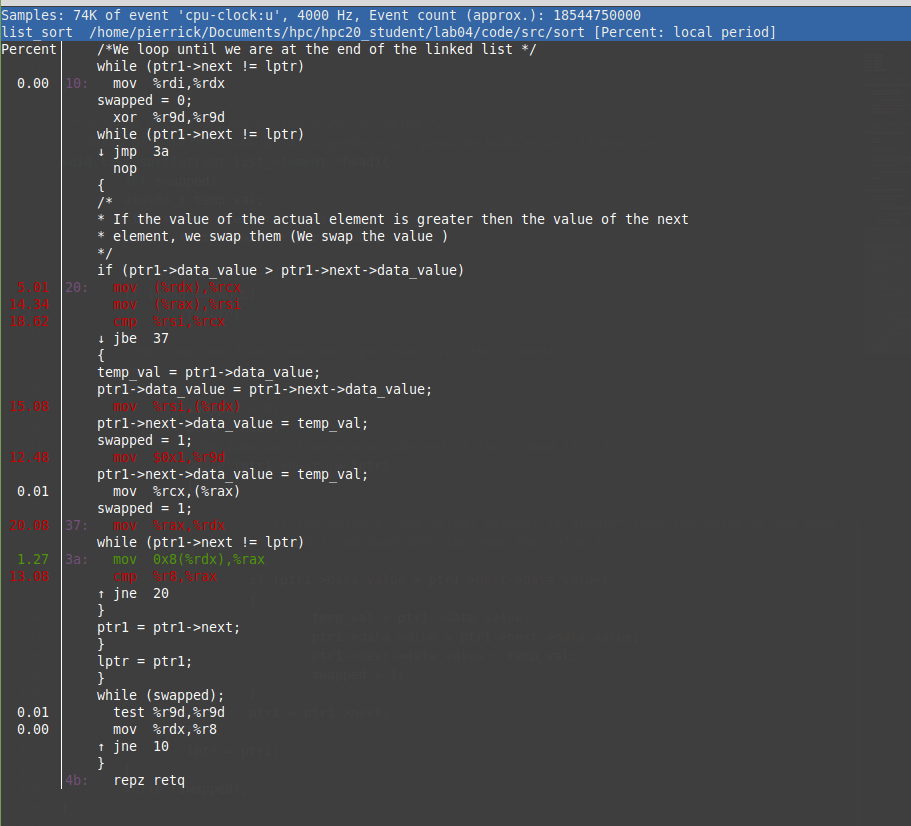 Samples: 74K of event 'cpu-clock:u', 4000 Hz, Event count (approx.): 18544750000
list_sort  /home/pierrick/Documents/hpc/hpc20_student/lab04/code/src/sort [Percent: local period]
Percent│    /*We loop until we are at the end of the linked list */
       │    while (ptr1->next != lptr)
  0.00 │10:   mov  %rdi,%rdx
       │    swapped = 0;
       │      xor  %r9d,%r9d
       │    while (ptr1->next != lptr)
       │    ↓ jmp  3a
       │      nop
       │    {
       │    /*
       │    * If the value of the actual element is greater then the value of the next
       │    * element, we swap them (We swap the value )
       │    */
       │    if (ptr1->data_value > ptr1->next->data_value)
  5.01 │20:   mov  (%rdx),%rcx
 14.34 │      mov  (%rax),%rsi
 18.62 │      cmp  %rsi,%rcx
       │    ↓ jbe  37
       │    {
       │    temp_val = ptr1->data_value;
       │    ptr1->data_value = ptr1->next->data_value;
 15.08 │      mov  %rsi,(%rdx)
       │    ptr1->next->data_value = temp_val;
       │    swapped = 1;
 12.48 │      mov  $0x1,%r9d
       │    ptr1->next->data_value = temp_val;
  0.01 │      mov  %rcx,(%rax)
       │    swapped = 1;
 20.08 │37:   mov  %rax,%rdx
       │    while (ptr1->next != lptr)
  1.27 │3a:   mov  0x8(%rdx),%rax
 13.08 │      cmp  %r8,%rax
       │    ↑ jne  20
       │    }
       │    ptr1 = ptr1->next;
       │    }
       │    lptr = ptr1;
       │    }
       │    while (swapped);
  0.01 │      test %r9d,%r9d
  0.00 │      mov  %rdx,%r8
       │    ↑ jne  10
       │    }
       │4b:   repz retq